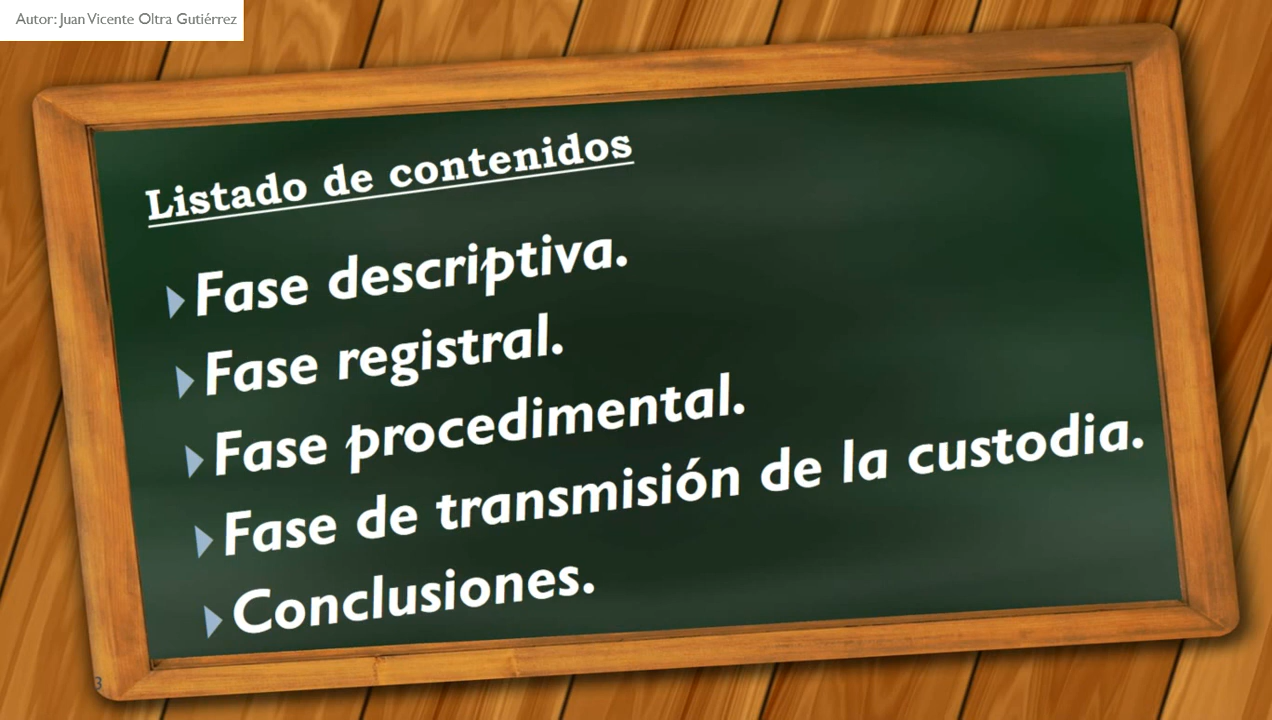 Autor: Juan Vicente Oltra Gutiérrez
Listado de contenidos
Fase descriptiva.
Fase registral.
Fase procedimental.
Fase de transmisión de la custodia.
Conclusiones.
3